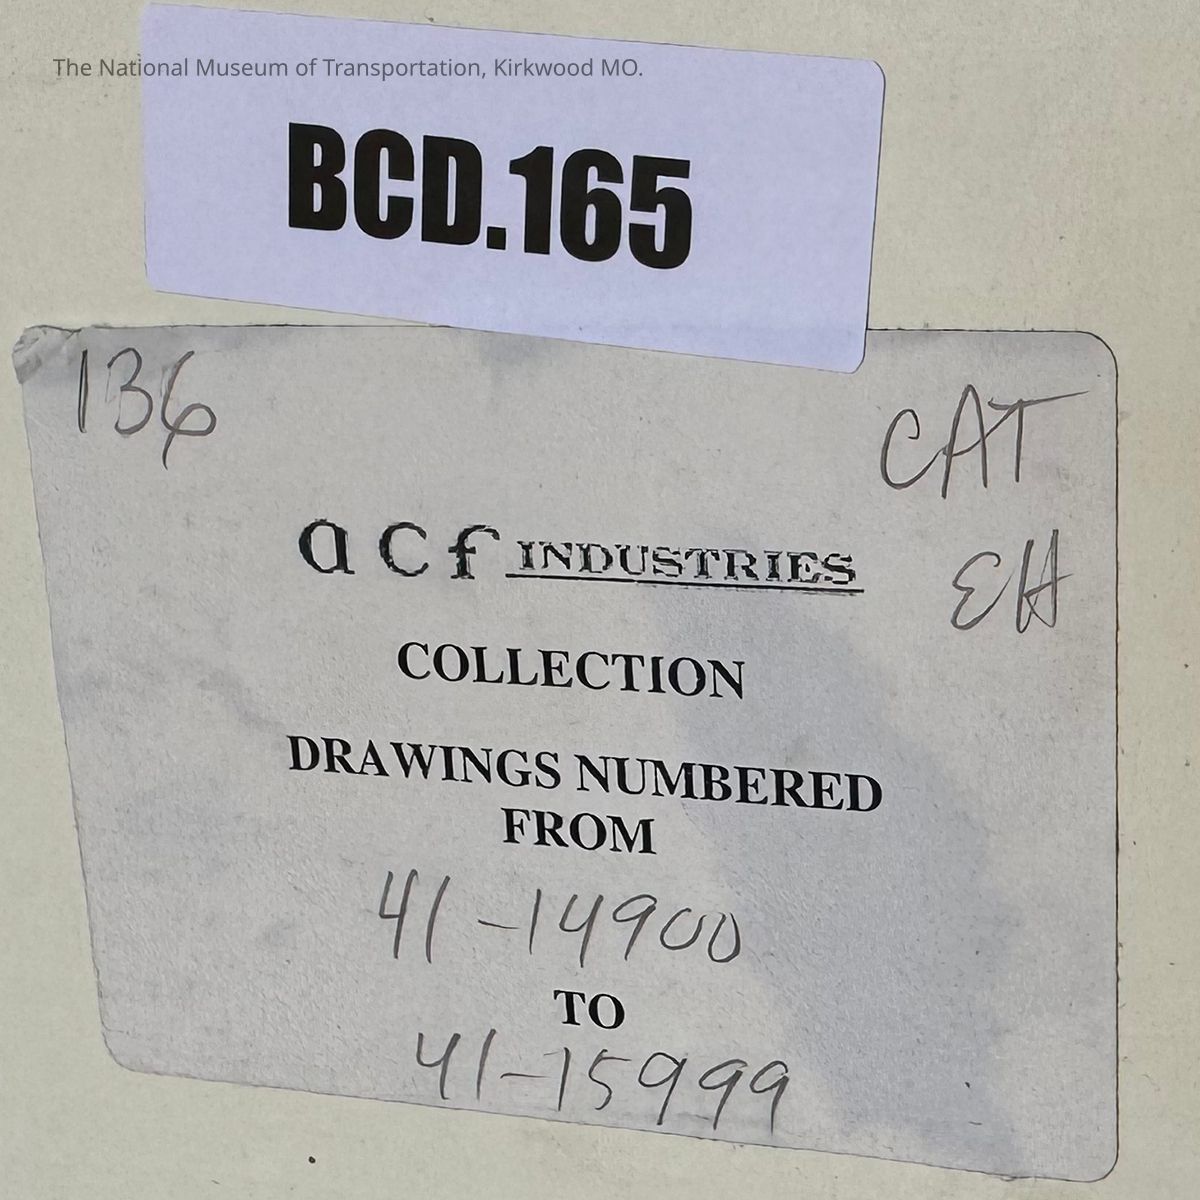 The National Museum of Transportation, Kirkwood MO.
BCD.165
136
CAT
acf INDUSTRIES
EH
COLLECTION
DRAWINGS NUMBERED
FROM
41-14900
TO
41-15999